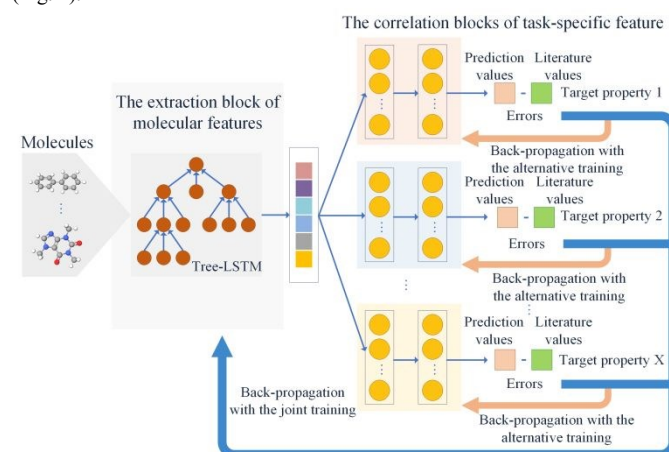 The correlation blocks of task-specific feature
The extraction block of
molecular features
Molecules
Tree-LSTM
Prediction
values
Literature
values
Target property 1
Errors
Back-propagation with
the alternative training
Prediction
values
Literature
values
Target property 2
Errors
Back-propagation with
the alternative training
Prediction
values
Literature
values
Target property X
Errors
Back-propagation with the
alternative training
Back-propagation
with the joint training